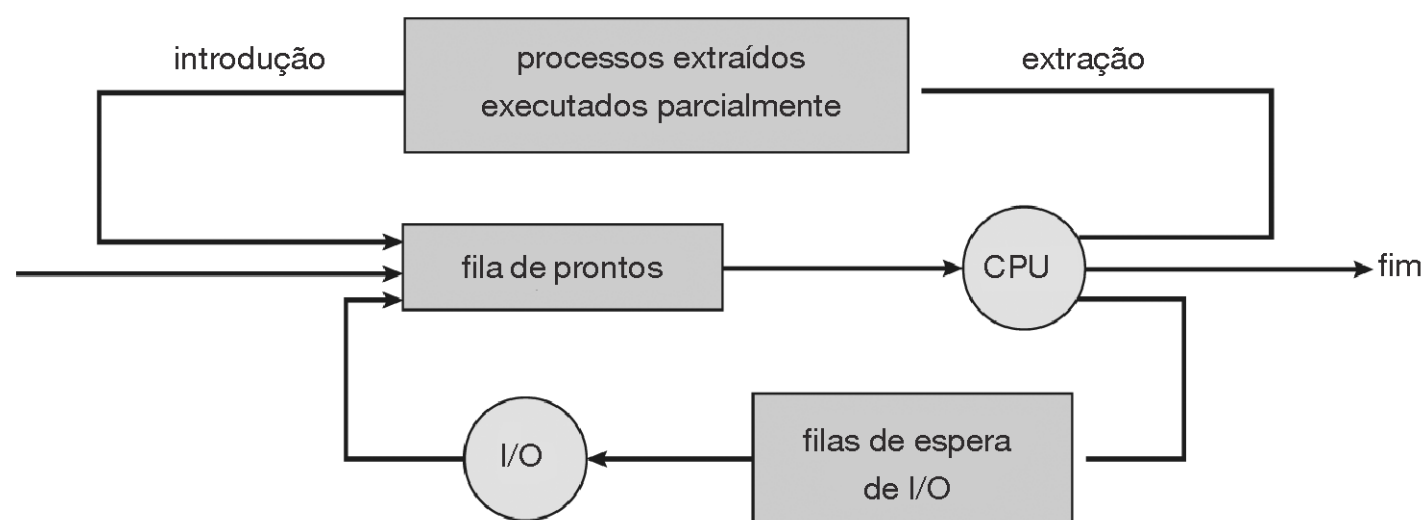 introdução
processos extraídos
executados parcialmente
extração
fila de prontos
CPU
fim
I/O
filas de espera
de I/O